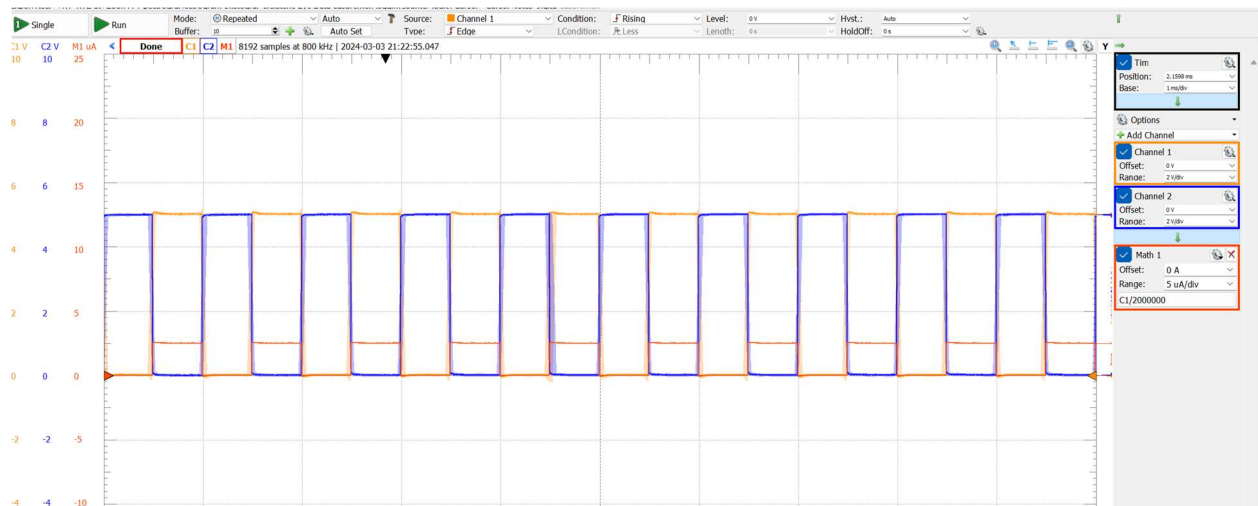 Single Run Mode: Repeated Auto Source: Channel 1 Condition: Rising Level: 0 V Hyst.: Auto
Buffer: 10 Auto Set Type: Edge LCondition: Less Length: 0 s HoldOff: 0 s
C1 V C2 V M1 uA Done C1 C2 M1 8192 samples at 800 kHz | 2024-03-03 21:22:55.047 Y
10 10 25
8 8 20
6 6 15
4 4 10
2 2 5
0 0 0
-2 -2 -5
-4 -4 -10
Tim
Position: 2.1598 ms
Base: 1 ms/div
Options
Add Channel
Channel 1
Offset: 0 V
Range: 2 V/div
Channel 2
Offset: 0 V
Range: 2 V/div
Math 1
Offset: 0 A
Range: 5 uA/div
C1/2000000